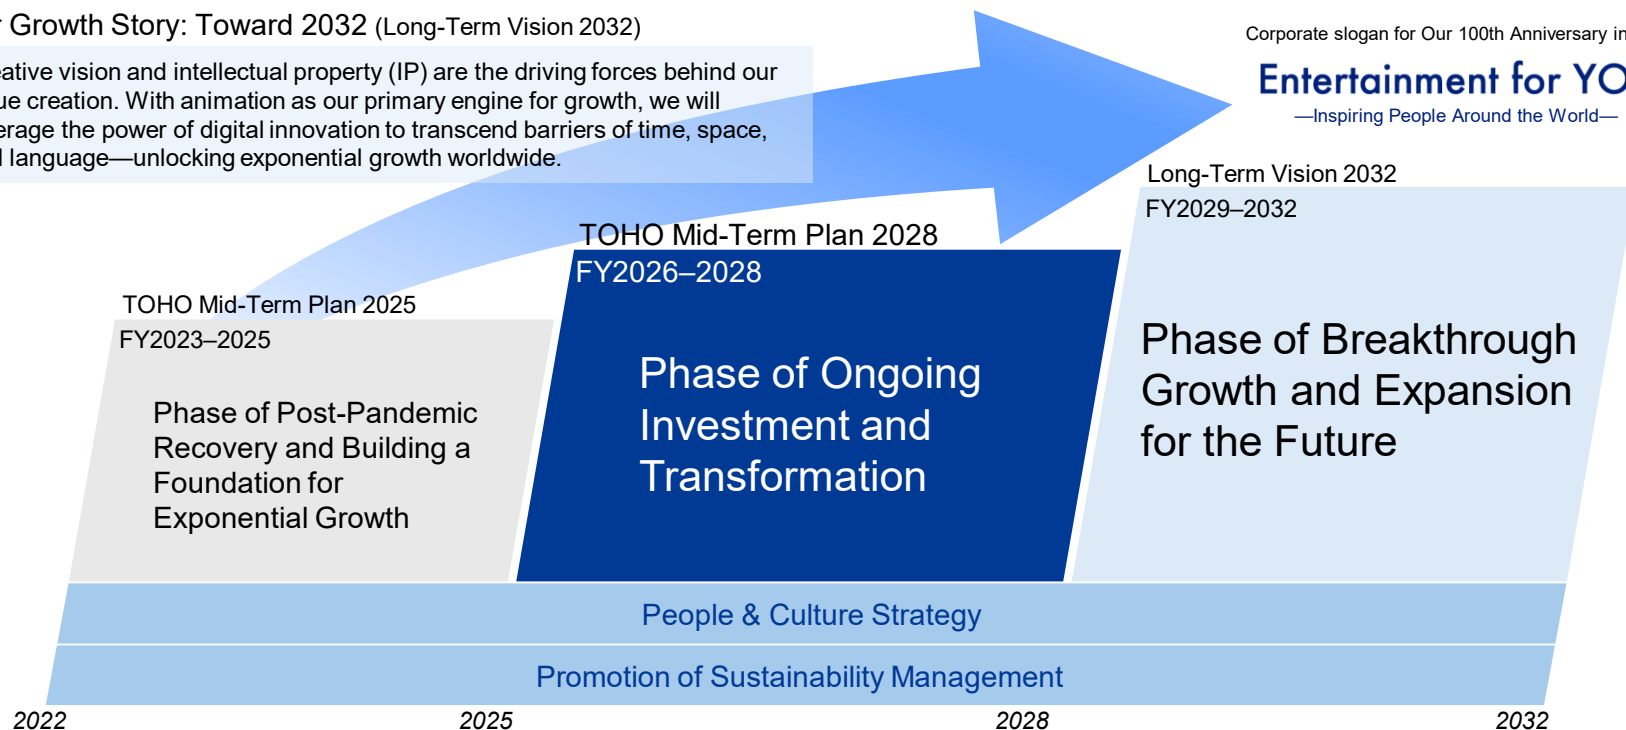 r Growth Story: Toward 2032 (Long-Term Vision 2032)
eative vision and intellectual property (IP) are the driving forces behind our
ue creation. With animation as our primary engine for growth, we will
erage the power of digital innovation to transcend barriers of time, space,
d language—unlocking exponential growth worldwide.
Corporate slogan for Our 100th Anniversary in
Entertainment for YO
—Inspiring People Around the World—
TOHO Mid-Term Plan 2025
FY2023–2025
Phase of Post-Pandemic
Recovery and Building a
Foundation for
Exponential Growth
TOHO Mid-Term Plan 2028
FY2026–2028
Phase of Ongoing
Investment and
Transformation
Long-Term Vision 2032
FY2029–2032
Phase of Breakthrough
Growth and Expansion
for the Future
People & Culture Strategy
Promotion of Sustainability Management
2022 2025 2028 2032